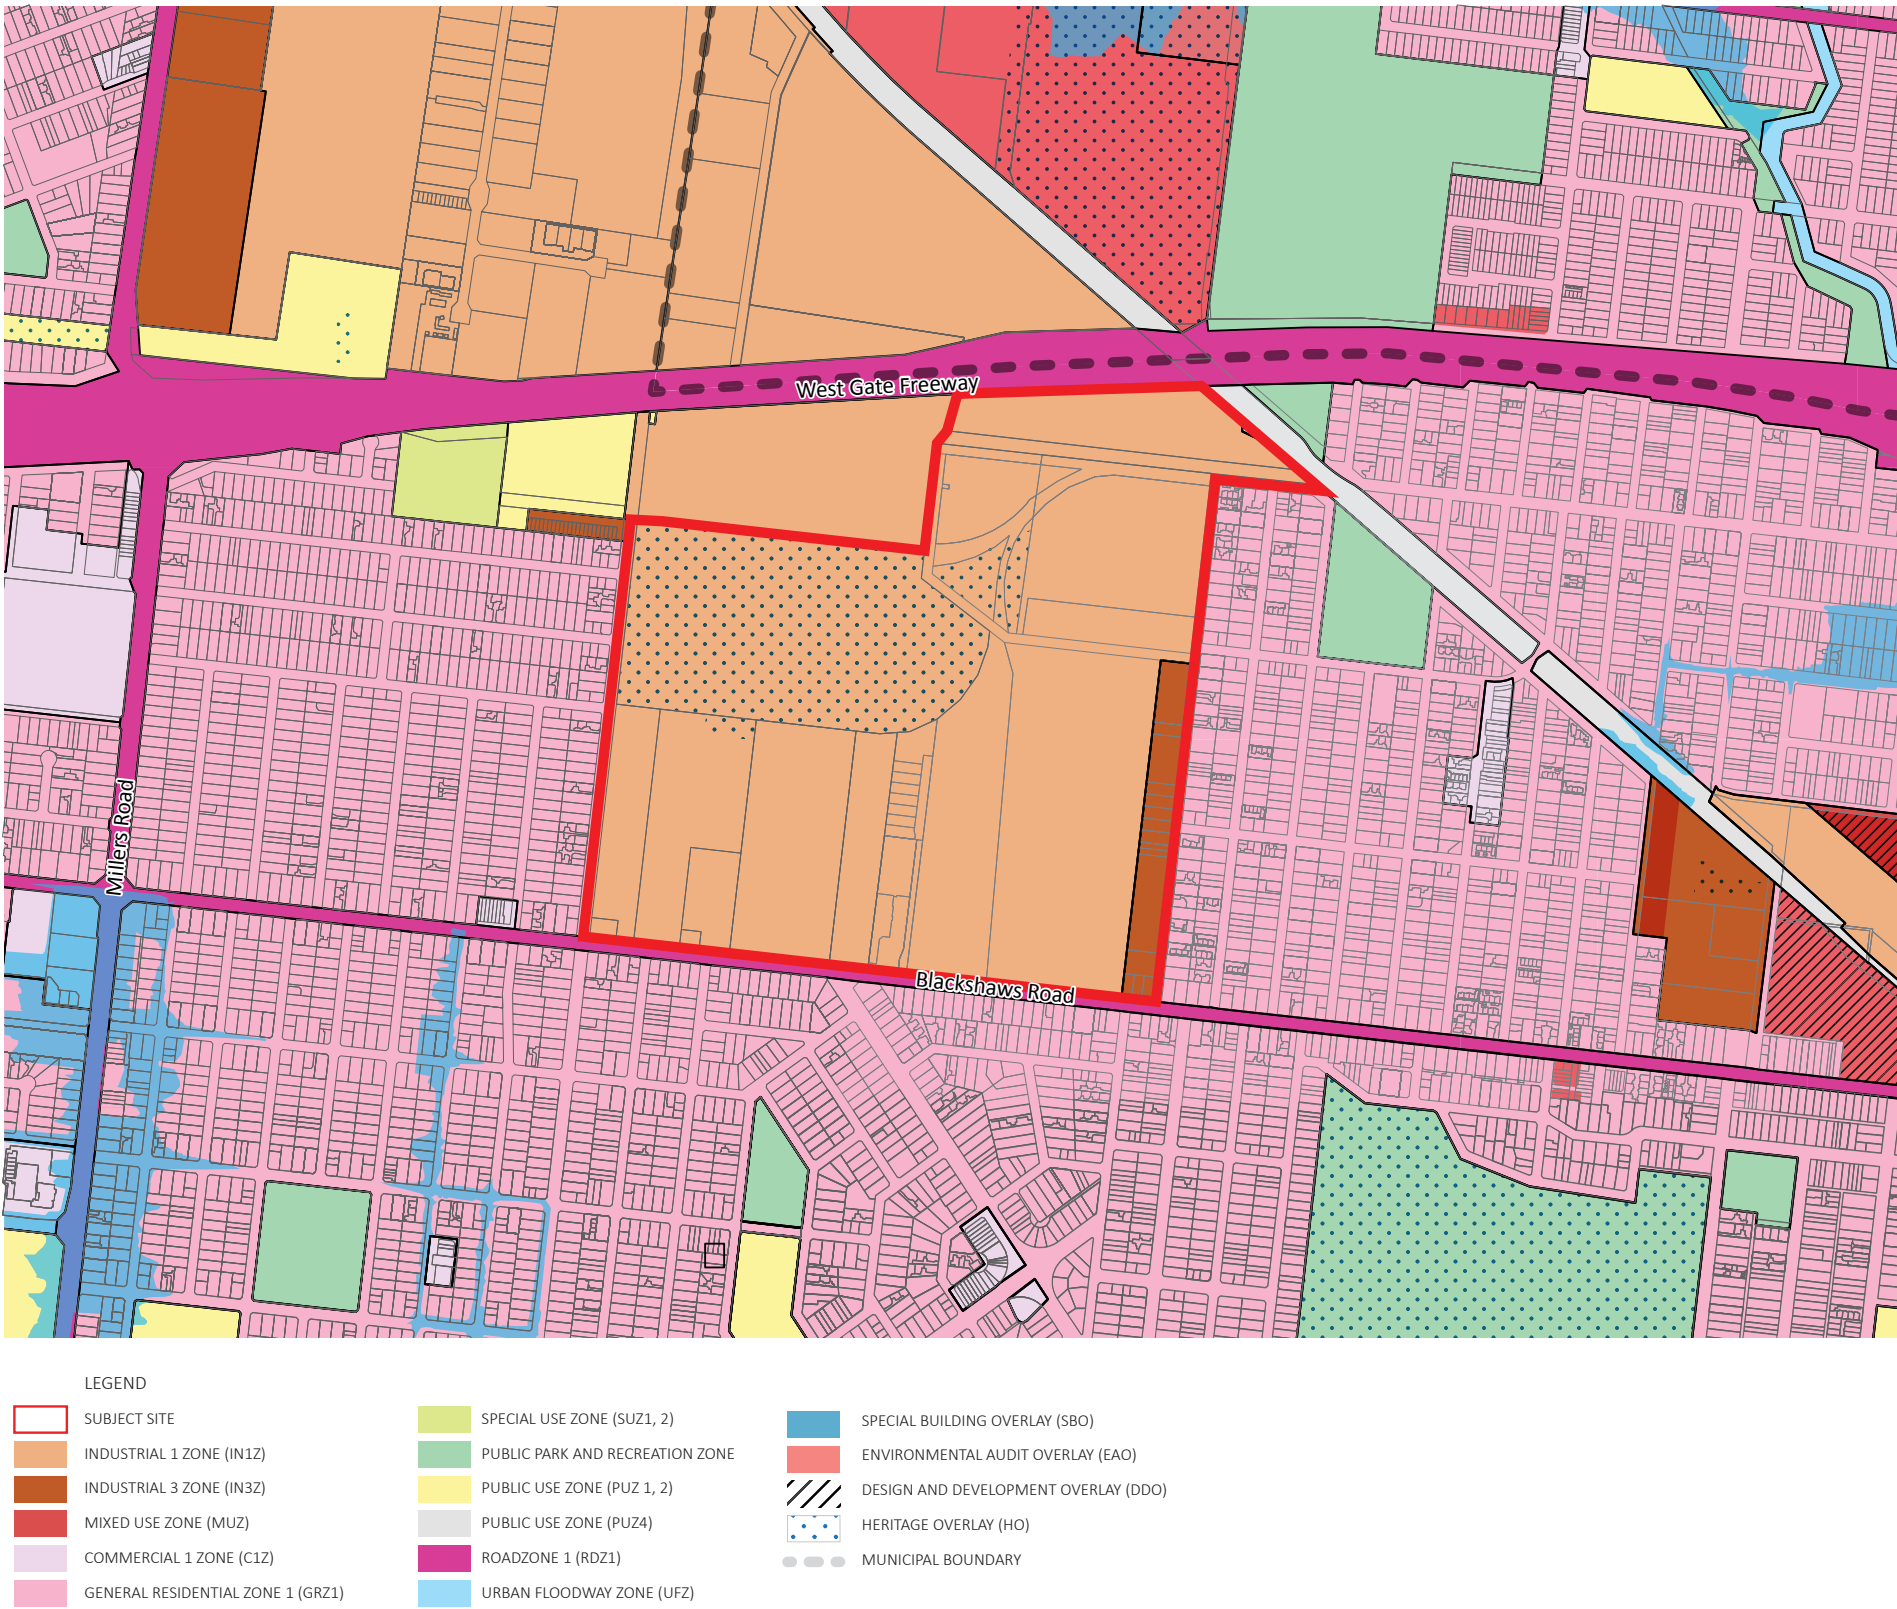 West Gate Freeway
Millers Road
Blackshaws Road
LEGEND
SUBJECT SITE
INDUSTRIAL 1 ZONE (IN1Z)
INDUSTRIAL 3 ZONE (IN3Z)
MIXED USE ZONE (MUZ)
COMMERCIAL 1 ZONE (C1Z)
GENERAL RESIDENTIAL ZONE 1 (GRZ1)
SPECIAL USE ZONE (SUZ1, 2)
PUBLIC PARK AND RECREATION ZONE
PUBLIC USE ZONE (PUZ 1, 2)
PUBLIC USE ZONE (PUZ4)
ROADZONE 1 (RDZ1)
URBAN FLOODWAY ZONE (UFZ)
SPECIAL BUILDING OVERLAY (SBO)
ENVIRONMENTAL AUDIT OVERLAY (EAO)
DESIGN AND DEVELOPMENT OVERLAY (DDO)
HERITAGE OVERLAY (HO)
MUNICIPAL BOUNDARY